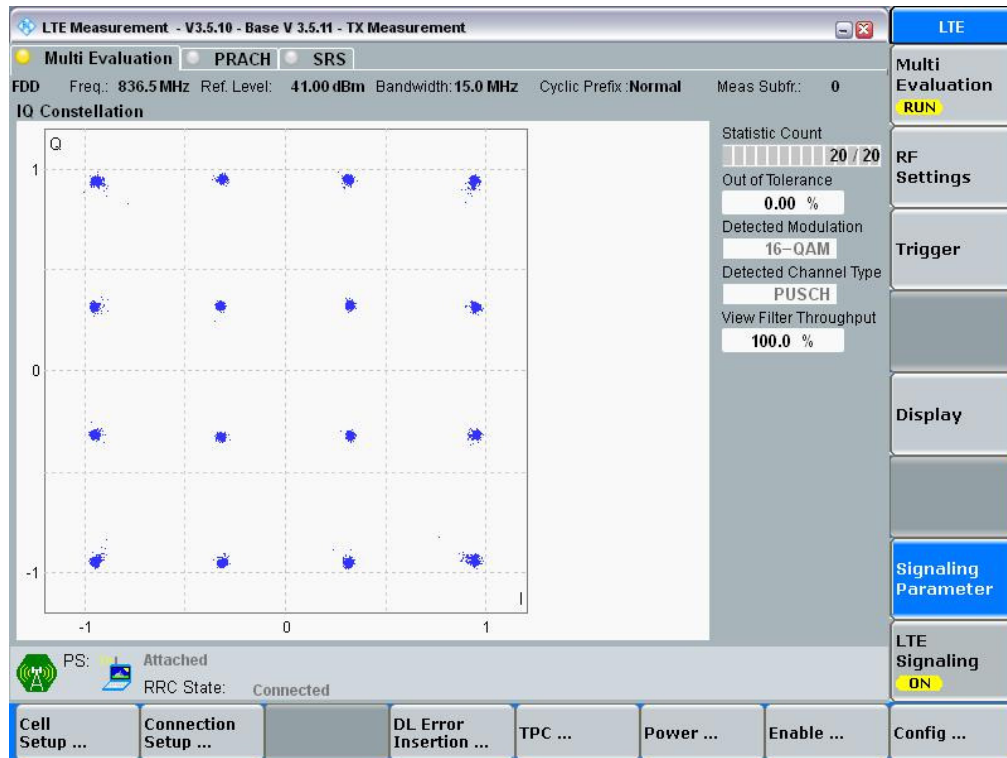 LTE Measurement - V3.5.10 - Base V 3.5.11 - TX Measurement
LTE
Multi Evaluation
PRACH
SRS
Multi Evaluation
RUN
FDD Freq.: 836.5 MHz Ref. Level: 41.00 dBm Bandwidth: 15.0 MHz Cyclic Prefix :Normal Meas Subfr.: 0
IQ Constellation
Q
1
0
-1
-1 0 1
I
Statistic Count
20 / 20
Out of Tolerance
0.00 %
Detected Modulation
16-QAM
Detected Channel Type
PUSCH
View Filter Throughput
100.0 %
RF
Settings
Trigger
Display
Signaling
Parameter
LTE
Signaling
ON
PS: Attached
RRC State: Connected
Cell
Setup ...
Connection
Setup ...
DL Error
Insertion ...
TPC ...
Power ...
Enable ...
Config ...